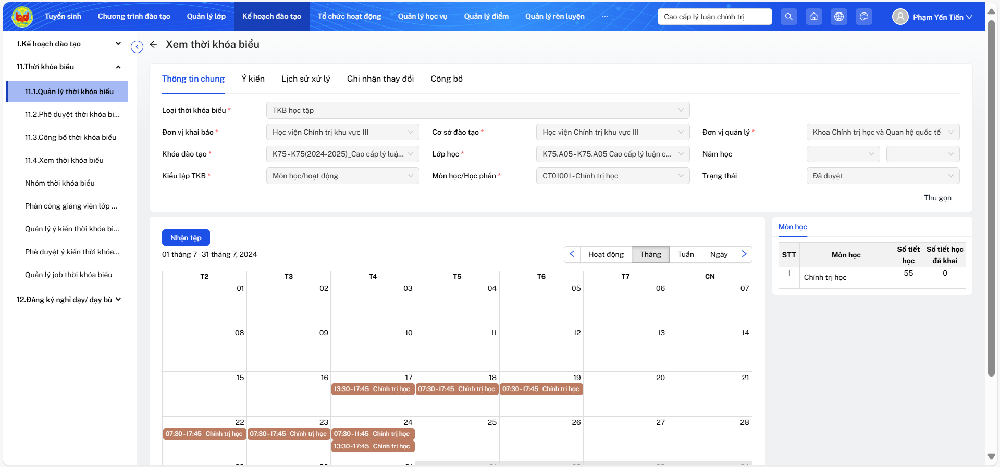 Tuyển sinh
Chương trình đào tạo
Quản lý lớp
Kế hoạch đào tạo
Tổ chức hoạt động
Quản lý học vụ
Quản lý điểm
Quản lý rèn luyện
...
Cao cấp lý luận chính trị
Phạm Yến Tiến
1.Kế hoạch đào tạo
11.Thời khóa biểu
11.1.Quản lý thời khóa biểu
11.2.Phê duyệt thời khóa bi...
11.3.Công bố thời khóa biểu
11.4.Xem thời khóa biểu
Nhóm thời khóa biểu
Phân công giảng viên lớp ...
Quản lý ý kiến thời khóa bi...
Phê duyệt ý kiến thời khóa...
Quản lý job thời khóa biểu
12.Đăng ký nghỉ dạy/ dạy bù
Xem thời khóa biểu
Thông tin chung
Ý kiến
Lịch sử xử lý
Ghi nhận thay đổi
Công bố
Loại thời khóa biểu * TKB học tập
Đơn vị khai báo * Học viện Chính trị khu vực III
Cơ sở đào tạo * Học viện Chính trị khu vực III
Đơn vị quản lý * Khoa Chính trị học và Quan hệ quốc tế
Khóa đào tạo * K75 - K75(2024-2025)_Cao cấp lý luậ...
Lớp học * K75.A05 - K75.A05 Cao cấp lý luận c...
Năm học
Kiểu lập TKB * Môn học/hoạt động
Môn học/Học phần * CT01001 - Chính trị học
Trạng thái Đã duyệt
Thu gọn
Nhận tệp
01 tháng 7 - 31 tháng 7, 2024
Hoạt động Tháng Tuần Ngày
T2 T3 T4 T5 T6 T7 CN
01 02 03 04 05 06 07
08 09 10 11 12 13 14
15 16 17 18 19 20 21
13:30 - 17:45 Chính trị học
07:30 - 17:45 Chính trị học
07:30 - 17:45 Chính trị học
22 23 24 25 26 27 28
07:30 - 17:45 Chính trị học
07:30 - 17:45 Chính trị học
07:30 - 11:45 Chính trị học
13:30 - 17:45 Chính trị học
Môn học
STT Môn học Số tiết học Số tiết học đã khai
1 Chính trị học 55 0